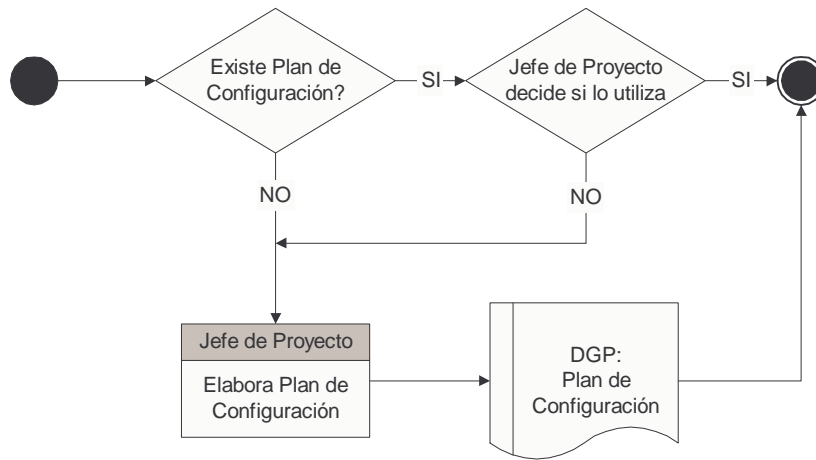 Existe Plan de
Configuración?
SI
Jefe de Proyecto
decide si lo utiliza
SI
NO
NO
Jefe de Proyecto
Elabora Plan de
Configuración
DGP:
Plan de
Configuración